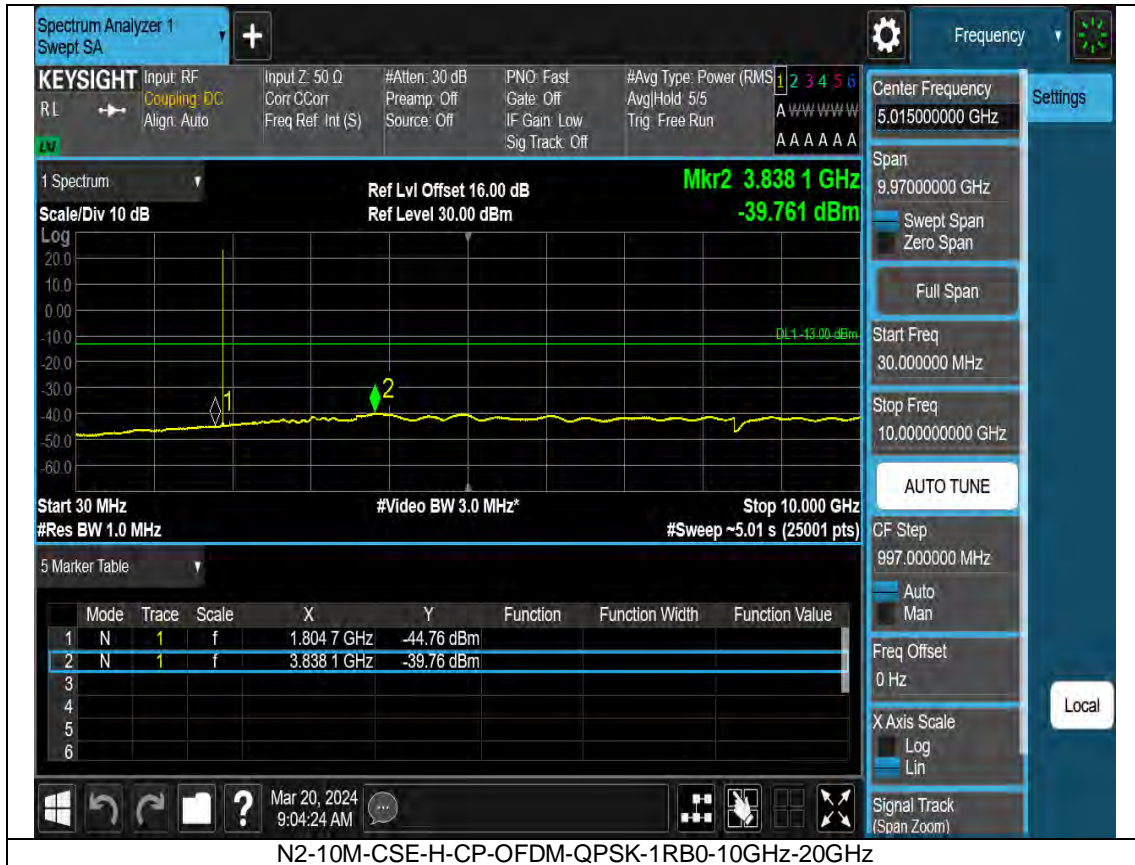 Spectrum Analyzer 1
Swept SA
Frequency
KEYSIGHT
RL
LXI
Input: RF
Coupling: DC
Align: Auto
Input Z: 50 Ω
Corr CCorr
Freq Ref: Int (S)
#Atten: 30 dB
Preamp: Off
Source: Off
PNO: Fast
Gate: Off
IF Gain: Low
Sig Track: Off
#Avg Type: Power (RMS
Avg|Hold: 5/5
Trig: Free Run
1 2 3 4 5 6
A W W W W W
A A A A A A
1 Spectrum
Scale/Div 10 dB
Ref Lvl Offset 16.00 dB
Ref Level 30.00 dBm
Mkr2 3.838 1 GHz
-39.761 dBm
Log
20.0
10.0
0.00
-10.0
-20.0
-30.0
-40.0
-50.0
-60.0
DL1 -13.00 dBm
1
2
Start 30 MHz
#Res BW 1.0 MHz
#Video BW 3.0 MHz*
Stop 10.000 GHz
#Sweep ~5.01 s (25001 pts)
5 Marker Table
Mode Trace Scale X Y Function Function Width Function Value
1 N 1 f 1.804 7 GHz -44.76 dBm
2 N 1 f 3.838 1 GHz -39.76 dBm
3
4
5
6
Mar 20, 2024
9:04:24 AM
Center Frequency
5.015000000 GHz
Span
9.97000000 GHz
Swept Span
Zero Span
Full Span
Start Freq
30.000000 MHz
Stop Freq
10.000000000 GHz
AUTO TUNE
CF Step
997.000000 MHz
Auto
Man
Freq Offset
0 Hz
X Axis Scale
Log
Lin
Signal Track
(Span Zoom)
Settings
Local
N2-10M-CSE-H-CP-OFDM-QPSK-1RB0-10GHz-20GHz